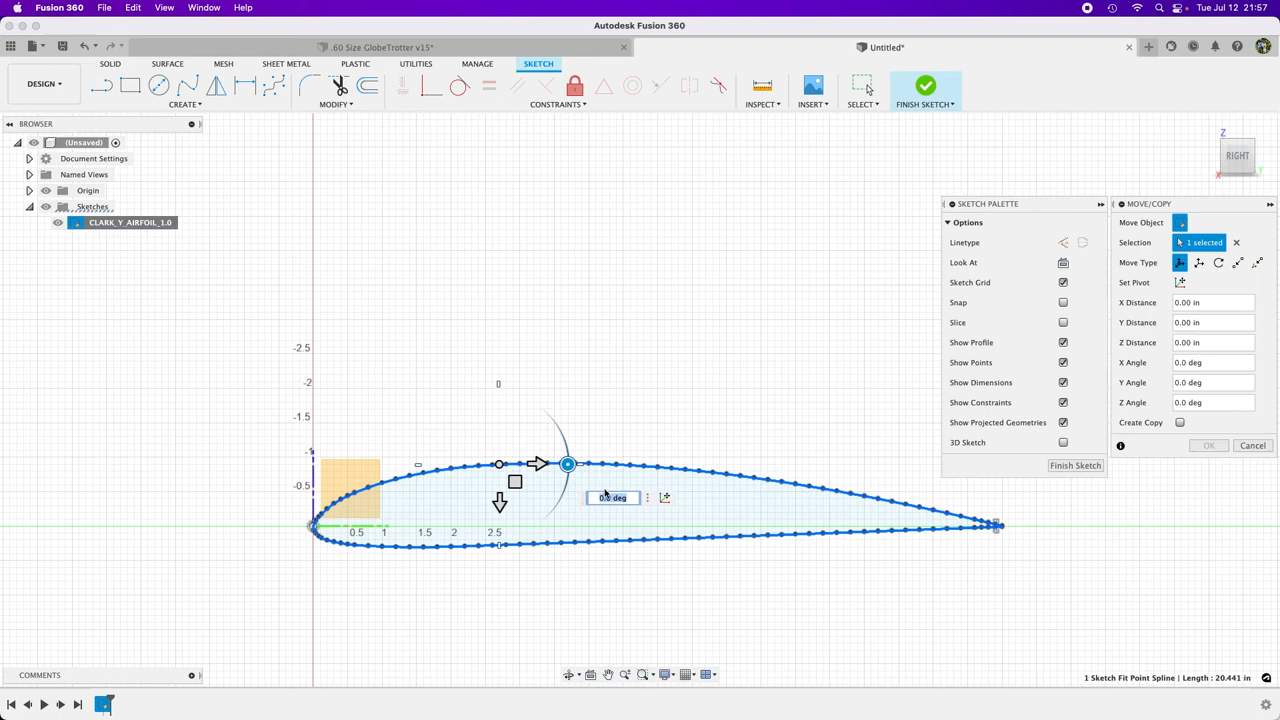 Fusion 360 File Edit View Window Help Tue Jul 12 21:57
Autodesk Fusion 360
.60 Size GlobeTrotter v15* Untitled*
SOLID SURFACE MESH SHEET METAL PLASTIC UTILITIES MANAGE SKETCH
DESIGN
CREATE MODIFY CONSTRAINTS INSPECT INSERT SELECT FINISH SKETCH
BROWSER
(Unsaved)
Document Settings
Named Views
Origin
Sketches
CLARK_Y_AIRFOIL_1.0
Z
RIGHT
X
Y
SKETCH PALETTE
Options
Linetype
Look At
Sketch Grid
Snap
Slice
Show Profile
Show Points
Show Dimensions
Show Constraints
Show Projected Geometries
3D Sketch
Finish Sketch
MOVE/COPY
Move Object
Selection 1 selected
Move Type
Set Pivot
X Distance 0.00 in
Y Distance 0.00 in
Z Distance 0.00 in
X Angle 0.0 deg
Y Angle 0.0 deg
Z Angle 0.0 deg
Create Copy
OK Cancel
-2.5
-2
-1.5
-1
-0.5
0.0 deg
0.5 1 1.5 2 2.5
COMMENTS
1 Sketch Fit Point Spline | Length : 20.441 in